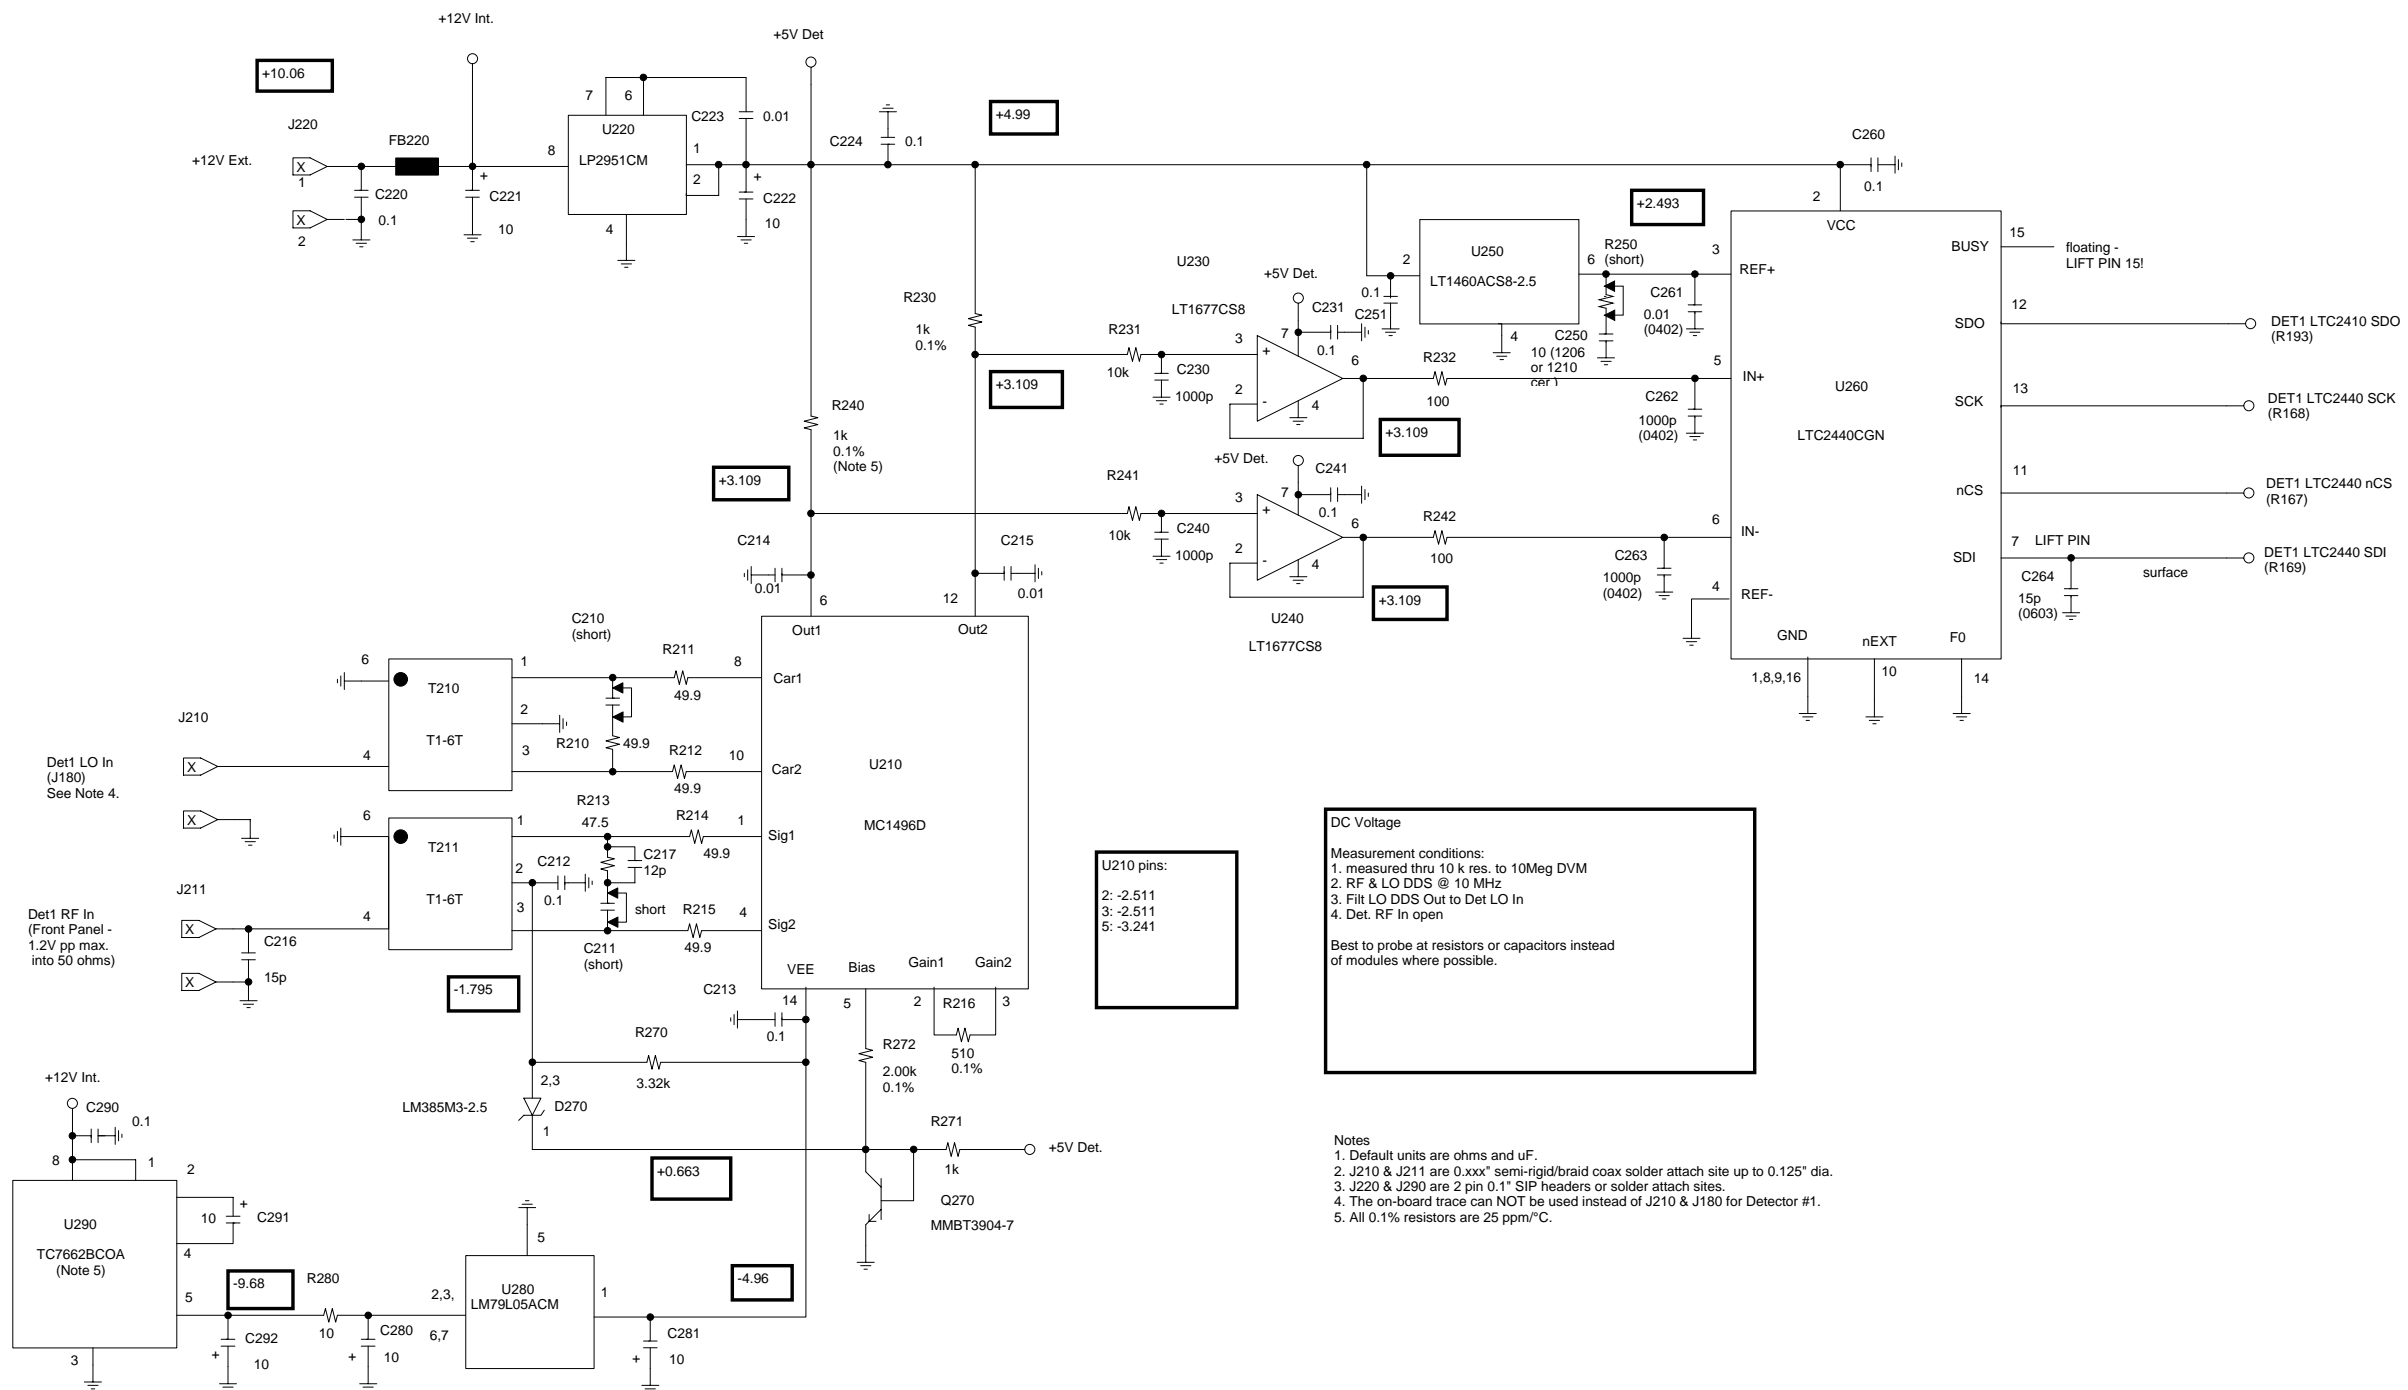 +12V Int.
+5V Det
+10.06
J220
+12V Ext.
X
1
X
2
FB220
C220
0.1
+
C221
10
7
6
U220
LP2951CM
8
1
2
4
C223
0.01
+
C222
10
C224
0.1
+4.99
C260
0.1
+2.493
2
VCC
U250
LT1460ACS8-2.5
2
6
4
0.1
C251
R250
(short)
C250
10 (1206
or 1210
cer.)
C261
0.01
(0402)
3
REF+
5
IN+
6
IN-
4
REF-
U260
LTC2440CGN
BUSY
15
floating -
LIFT PIN 15!
12
SDO
DET1 LTC2410 SDO
(R193)
13
SCK
DET1 LTC2440 SCK
(R168)
11
nCS
DET1 LTC2440 nCS
(R167)
7
LIFT PIN
SDI
DET1 LTC2440 SDI
(R169)
C264
15p
(0603)
surface
GND
nEXT
F0
1,8,9,16
10
14
U230
LT1677CS8
+5V Det.
C231
0.1
7
3
+
2
-
4
6
R230
1k
0.1%
R231
10k
C230
1000p
+3.109
R232
100
C262
1000p
(0402)
+3.109
R240
1k
0.1%
(Note 5)
+3.109
+5V Det.
C241
0.1
7
3
+
2
-
4
6
R241
10k
C240
1000p
R242
100
C263
1000p
(0402)
+3.109
U240
LT1677CS8
C214
0.01
6
C215
0.01
12
Out1
Out2
C210
(short)
6
T210
T1-6T
4
1
2
3
R210
49.9
R211
49.9
8
Car1
R212
49.9
10
Car2
U210
MC1496D
J210
Det1 LO In
(J180)
See Note 4.
X
X
6
T211
T1-6T
4
1
2
3
R213
47.5
C217
12p
C212
0.1
short
C211
(short)
R214
49.9
1
Sig1
R215
49.9
4
Sig2
J211
Det1 RF In
(Front Panel -
1.2V pp max.
into 50 ohms)
X
X
C216
15p
-1.795
VEE
Bias
Gain1
Gain2
C213
0.1
14
5
2
R216
3
510
0.1%
R272
2.00k
0.1%
R270
3.32k
2,3
LM385M3-2.5
D270
1
R271
1k
+5V Det.
+0.663
Q270
MMBT3904-7
U210 pins:
2: -2.511
3: -2.511
5: -3.241
DC Voltage
Measurement conditions:
1. measured thru 10 k res. to 10Meg DVM
2. RF & LO DDS @ 10 MHz
3. Filt LO DDS Out to Det LO In
4. Det. RF In open
Best to probe at resistors or capacitors instead
of modules where possible.
+12V Int.
C290
0.1
8
1
2
U290
TC7662BCOA
(Note 5)
10
+
C291
4
5
3
-9.68
R280
10
C292
+
10
C280
+
10
2,3,
6,7
5
U280
LM79L05ACM
1
-4.96
C281
+
10
Notes
1. Default units are ohms and uF.
2. J210 & J211 are 0.xxx" semi-rigid/braid coax solder attach site up to 0.125" dia.
3. J220 & J290 are 2 pin 0.1" SIP headers or solder attach sites.
4. The on-board trace can NOT be used instead of J210 & J180 for Detector #1.
5. All 0.1% resistors are 25 ppm/°C.